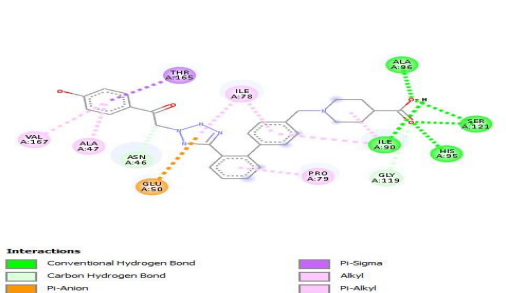 ALA
A:86
THR
A:165
ILE
A:78
SER
A:121
VAL
A:167
ALA
A:47
ILE
A:90
HIS
A:95
ASN
A:46
PRO
A:79
GLY
A:119
GLU
A:50
Interactions
Conventional Hydrogen Bond
Carbon Hydrogen Bond
Pi-Anion
Pi-Sigma
Alkyl
Pi-Alkyl